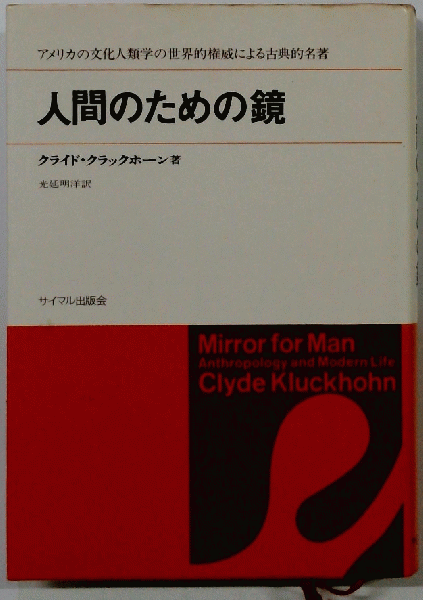 アメリカの文化人類学の世界的権威による古典的名著
人間のための鏡
クライド・クラックホーン著
光延明洋訳
サイマル出版会
Mirror for Man
Anthropology and Modern Life
Clyde Kluckhohn